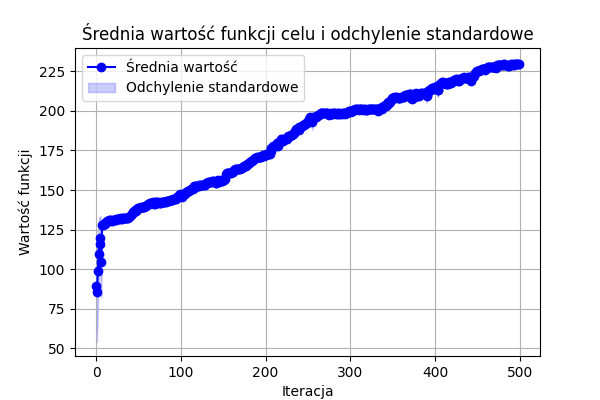 Średnia wartość funkcji celu i odchylenie standardowe
Średnia wartość
Odchylenie standardowe
Wartość funkcji
225
200
175
150
125
100
75
50
0 100 200 300 400 500
Iteracja